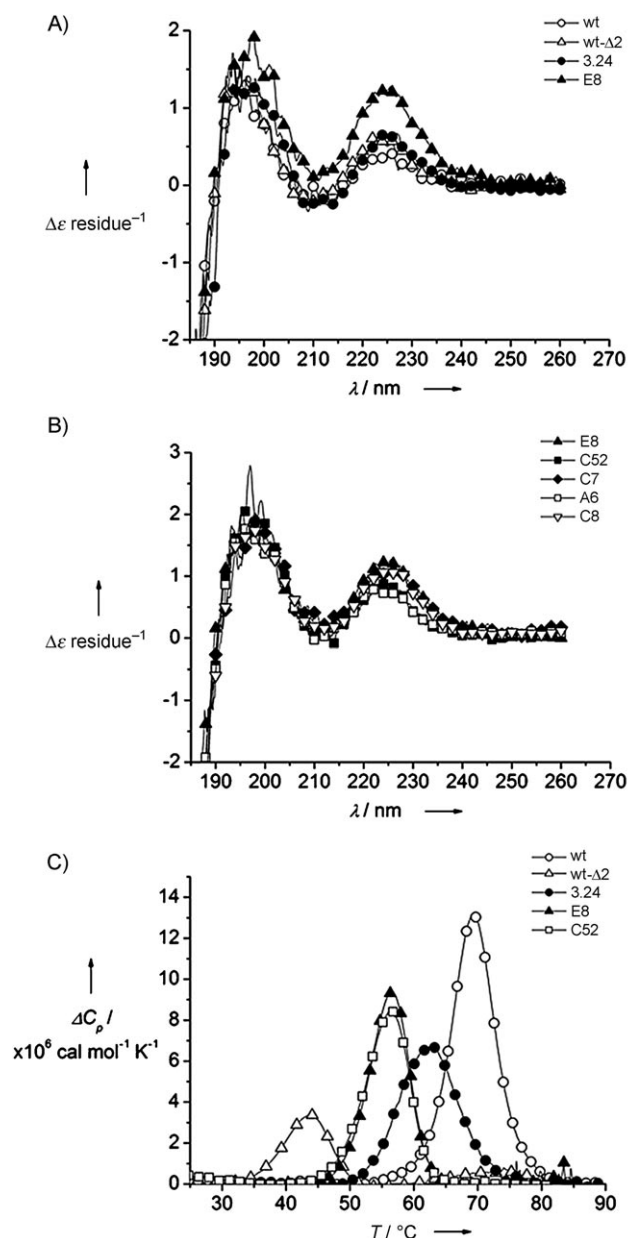 A)
wt
wt-Δ2
3.24
E8
2
1
0
-1
-2
Δε residue⁻¹
190 200 210 220 230 240 250 260 270
λ / nm
B)
E8
C52
C7
A6
C8
3
2
1
0
-1
-2
Δε residue⁻¹
190 200 210 220 230 240 250 260 270
λ / nm
C)
wt
wt-Δ2
3.24
E8
C52
14
12
10
8
6
4
2
0
ΔCₚ /
x10⁶ cal mol⁻¹ K⁻¹
30 40 50 60 70 80 90
T / °C